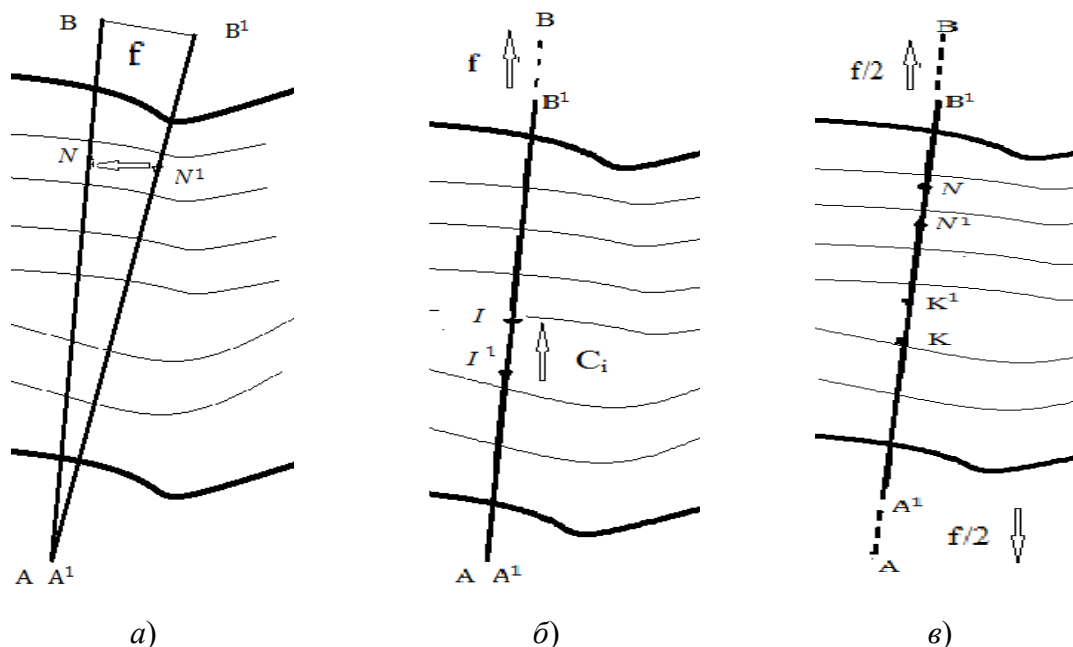 B
B¹
f
N
N¹
A A¹
а)
B
f
B¹
I
I¹
Cᵢ
A A¹
б)
B
f/2
B¹
N
N¹
K¹
K
A¹
f/2
A
в)